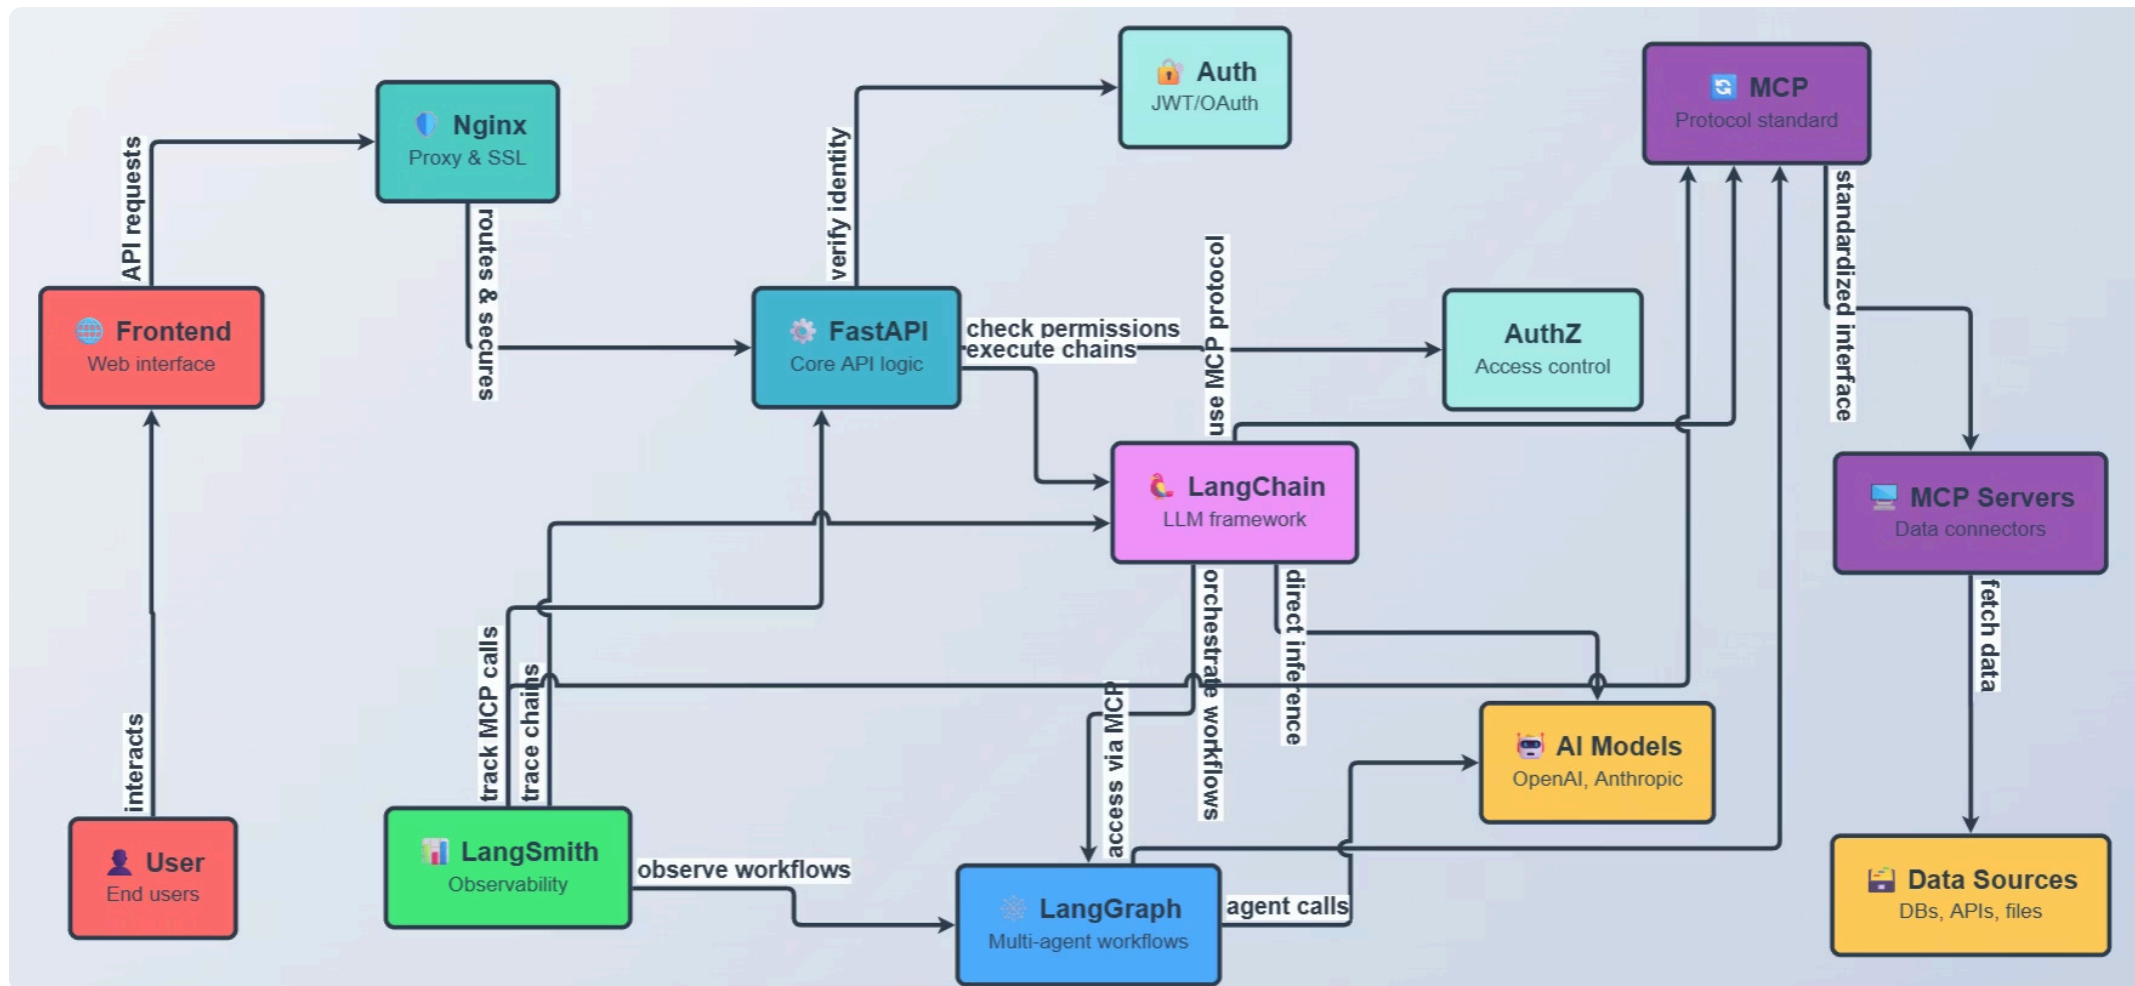 Auth
JWT/OAuth
MCP
Protocol standard
Nginx
Proxy & SSL
API requests
routes & secures
verify identity
standardized interface
Frontend
Web interface
FastAPI
Core API logic
check permissions
execute chains
use MCP protocol
AuthZ
Access control
LangChain
LLM framework
MCP Servers
Data connectors
interacts
track MCP calls
trace chains
orchestrate workflows
direct inference
access via MCP
fetch data
AI Models
OpenAI, Anthropic
User
End users
LangSmith
Observability
observe workflows
LangGraph
Multi-agent workflows
agent calls
Data Sources
DBs, APIs, files